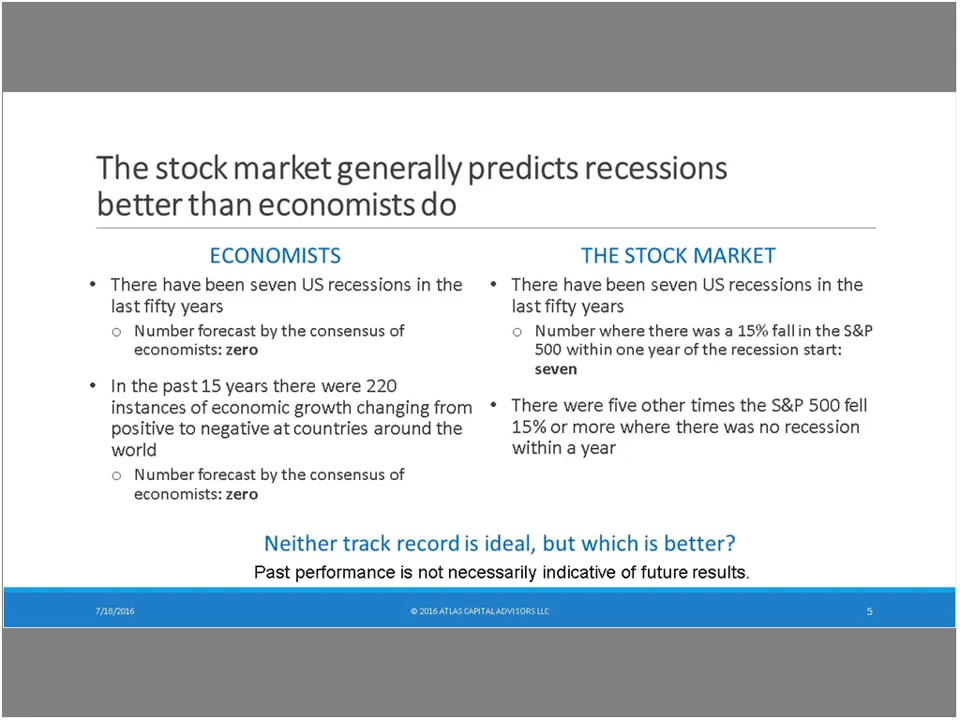 The stock market generally predicts recessions
better than economists do
ECONOMISTS
• There have been seven US recessions in the
last fifty years
o Number forecast by the consensus of
economists: zero
• In the past 15 years there were 220
instances of economic growth changing from
positive to negative at countries around the
world
o Number forecast by the consensus of
economists: zero
THE STOCK MARKET
• There have been seven US recessions in the
last fifty years
o Number where there was a 15% fall in the S&P
500 within one year of the recession start:
seven
• There were five other times the S&P 500 fell
15% or more where there was no recession
within a year
Neither track record is ideal, but which is better?
Past performance is not necessarily indicative of future results.
7/18/2016
© 2016 ATLAS CAPITAL ADVISORS LLC
5